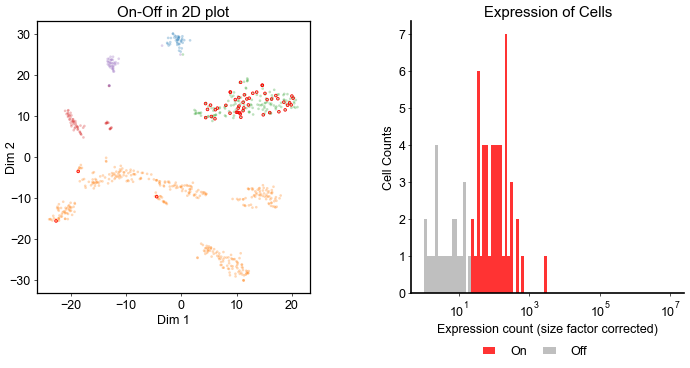 On-Off in 2D plot
30
20
10
0
−10
−20
−30
Dim 2
−20 −10 0 10 20
Dim 1
Expression of Cells
7
6
5
4
3
2
1
0
Cell Counts
10^1 10^3 10^5 10^7
Expression count (size factor corrected)
On Off